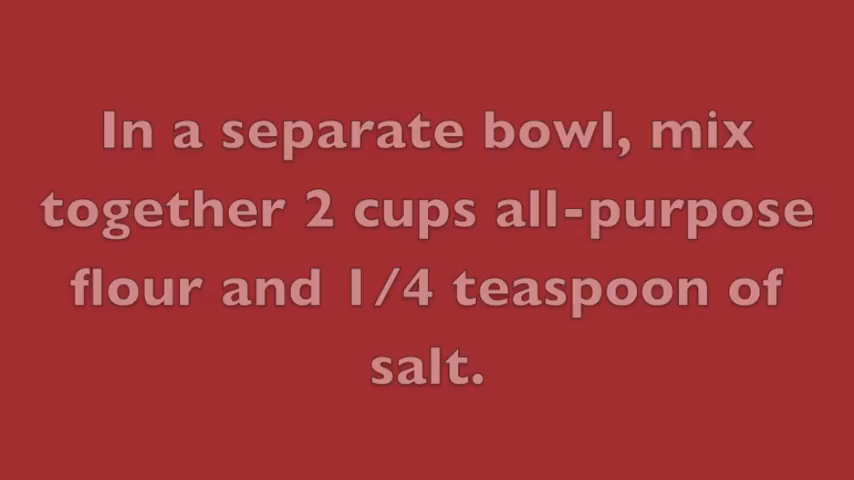 In a separate bowl, mix
together 2 cups all-purpose
flour and 1/4 teaspoon of
salt.